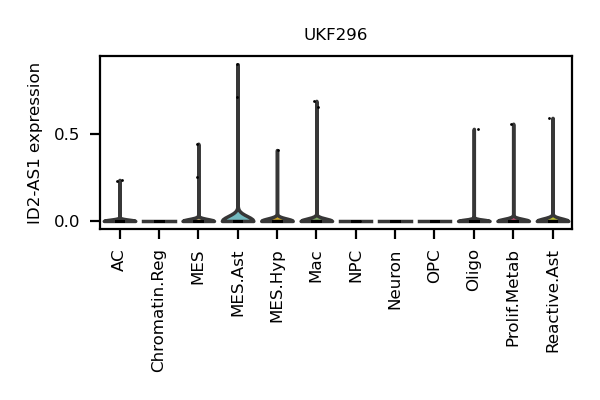 UKF296
ID2-AS1 expression
0.5
0.0
AC
Chromatin.Reg
MES
MES.Ast
MES.Hyp
Mac
NPC
Neuron
OPC
Oligo
Prolif.Metab
Reactive.Ast